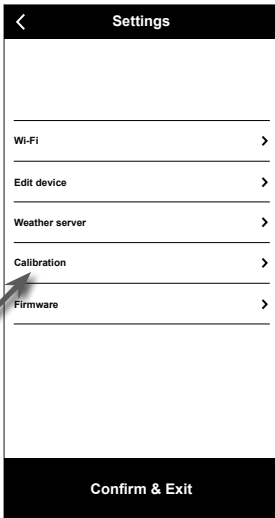 Settings
Wi-Fi
Edit device
Weather server
Calibration
Firmware
Confirm & Exit